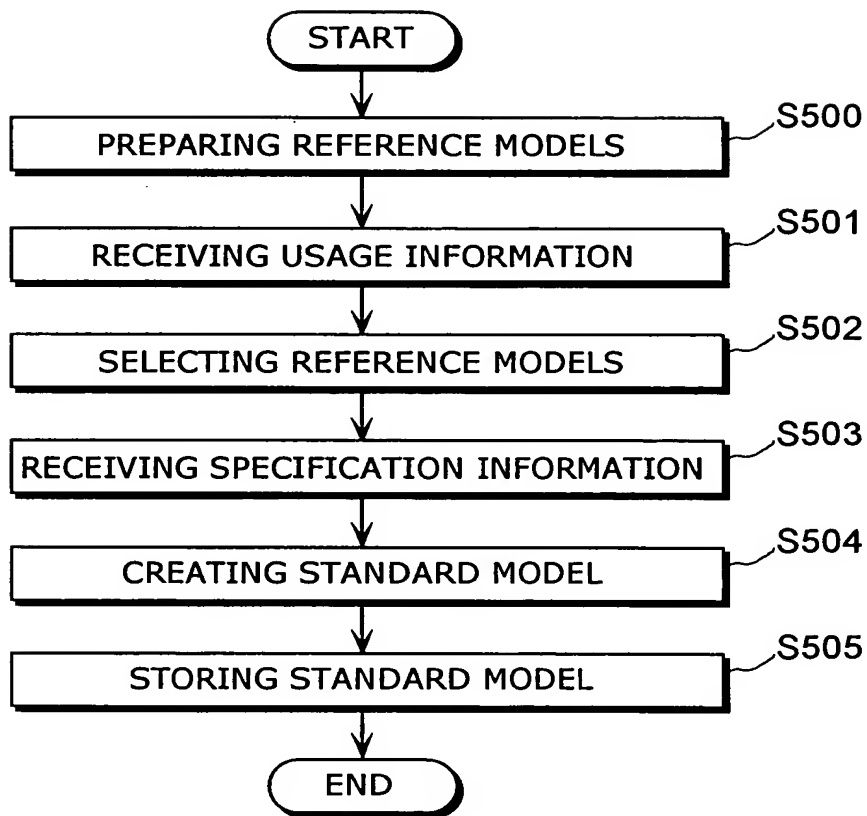 START
PREPARING REFERENCE MODELS
S500
RECEIVING USAGE INFORMATION
S501
SELECTING REFERENCE MODELS
S502
RECEIVING SPECIFICATION INFORMATION
S503
CREATING STANDARD MODEL
S504
STORING STANDARD MODEL
S505
END